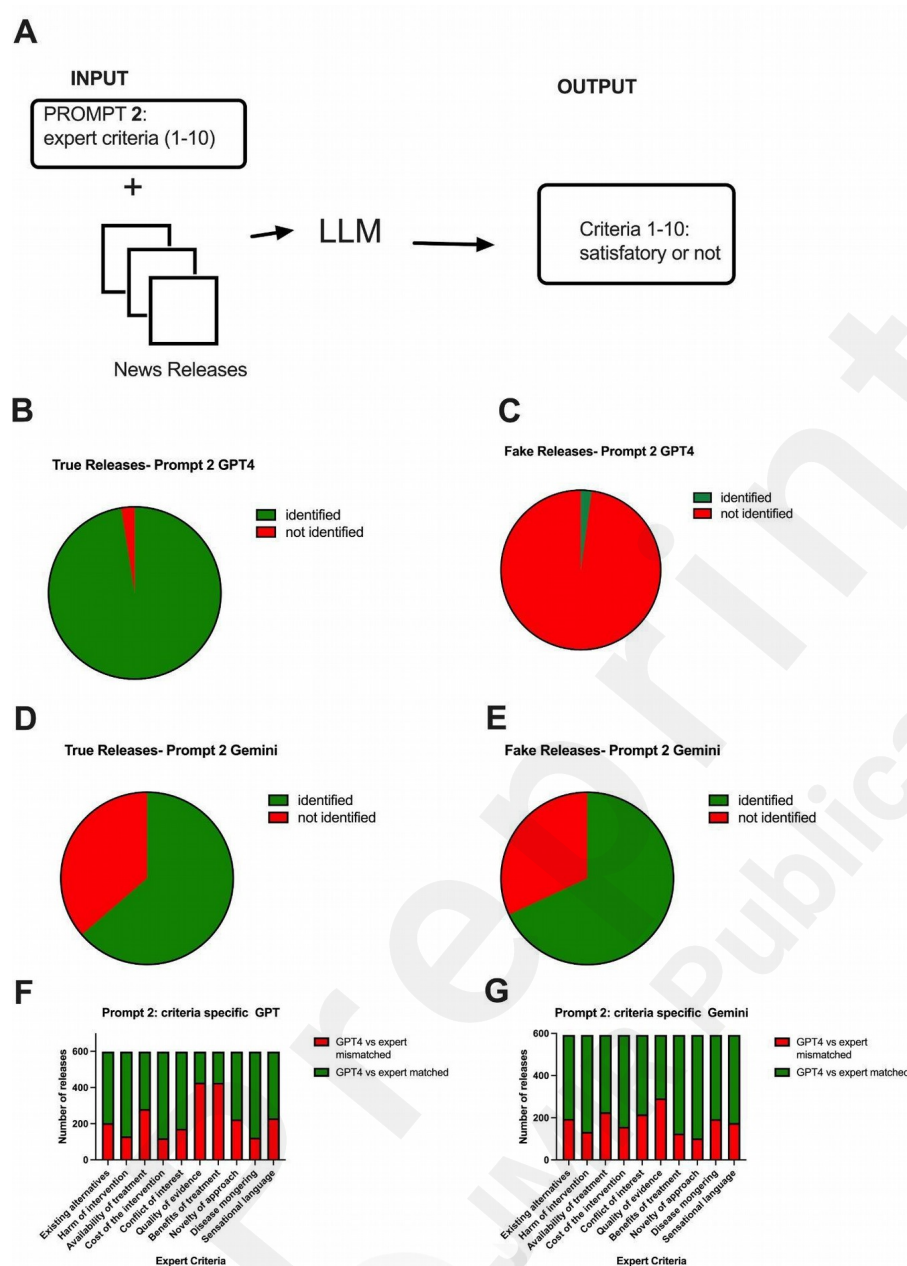 A
INPUT
OUTPUT
PROMPT 2:
expert criteria (1-10)
+
LLM
Criteria 1-10:
satisfactory or not
News Releases
B
True Releases- Prompt 2 GPT4
identified
not identified
C
Fake Releases- Prompt 2 GPT4
identified
not identified
D
True Releases- Prompt 2 Gemini
identified
not identified
E
Fake Releases- Prompt 2 Gemini
identified
not identified
F
Prompt 2: criteria specific GPT
Number of releases
600
400
200
0
GPT4 vs expert
mismatched
GPT4 vs expert matched
Existing alternatives
Harm of intervention
Availability of treatment
Cost of the intervention
Conflict of interest
Quality of evidence
Benefits of treatment
Novelty of approach
Disease mongering
Sensational language
Expert Criteria
G
Prompt 2: criteria specific Gemini
Number of releases
600
400
200
0
GPT4 vs expert
mismatched
GPT4 vs expert matched
Existing alternatives
Harm of intervention
Availability of treatment
Cost of the intervention
Conflict of interest
Quality of evidence
Benefits of treatment
Novelty of approach
Disease mongering
Sensational language
Expert Criteria
Preprint